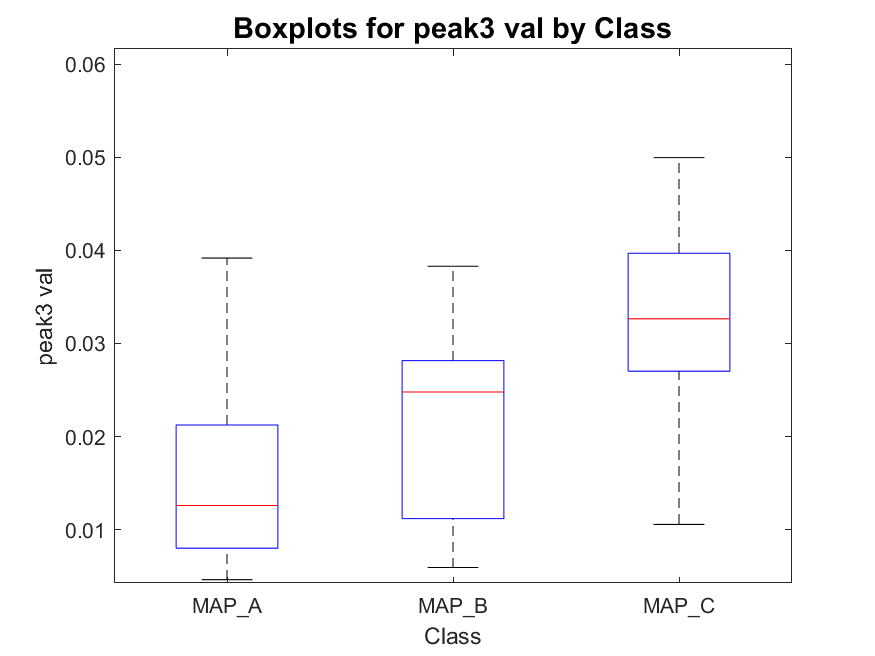 Boxplots for peak3 val by Class
0.06
0.05
0.04
0.03
0.02
0.01
peak3 val
MAP_A MAP_B MAP_C
Class